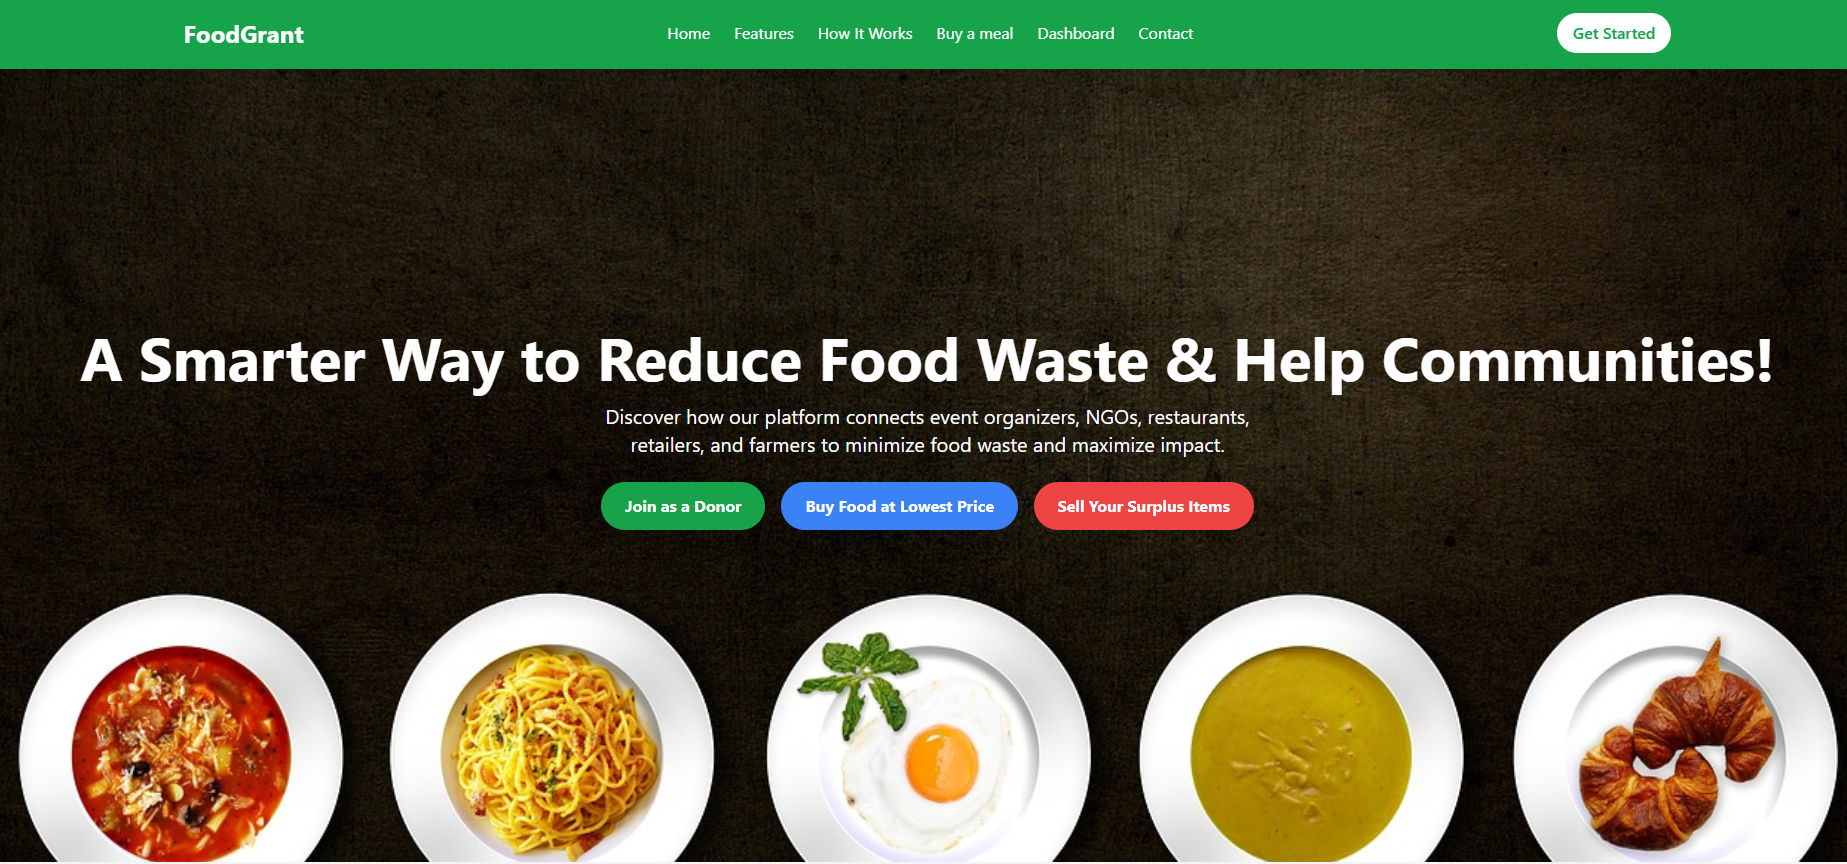 FoodGrant
Home Features How It Works Buy a meal Dashboard Contact
Get Started
A Smarter Way to Reduce Food Waste & Help Communities!
Discover how our platform connects event organizers, NGOs, restaurants,
retailers, and farmers to minimize food waste and maximize impact.
Join as a Donor
Buy Food at Lowest Price
Sell Your Surplus Items